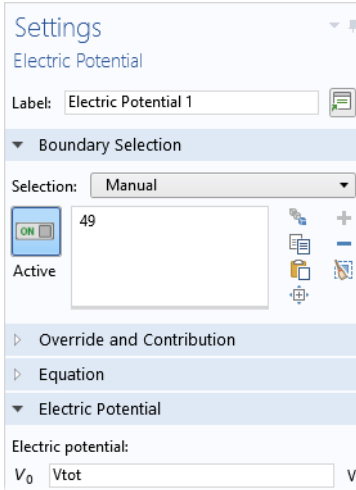 Settings
Electric Potential
Label: Electric Potential 1
Boundary Selection
Selection: Manual
ON
49
Active
Override and Contribution
Equation
Electric Potential
Electric potential:
V₀ Vtot V